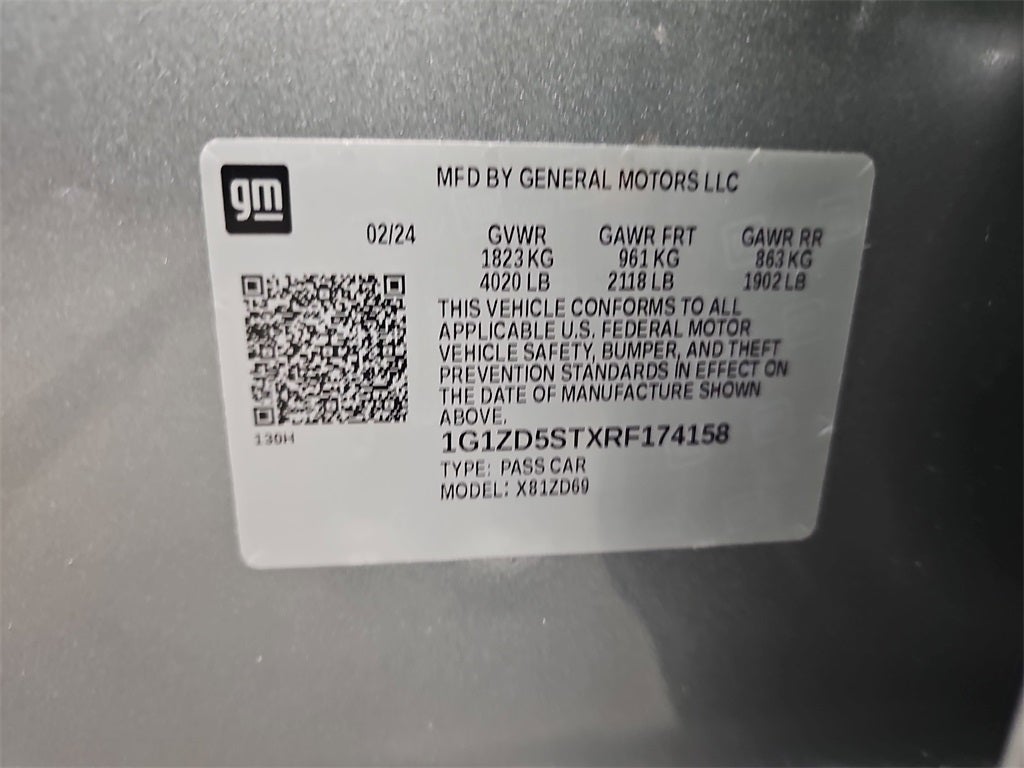 gm
MFD BY GENERAL MOTORS LLC
02/24 GVWR GAWR FRT GAWR RR
1823 KG 961 KG 863 KG
4020 LB 2118 LB 1902 LB
THIS VEHICLE CONFORMS TO ALL
APPLICABLE U.S. FEDERAL MOTOR
VEHICLE SAFETY, BUMPER, AND THEFT
PREVENTION STANDARDS IN EFFECT ON
THE DATE OF MANUFACTURE SHOWN
ABOVE.
130H
1G1ZD5STXRF174158
TYPE: PASS CAR
MODEL: X81ZD69